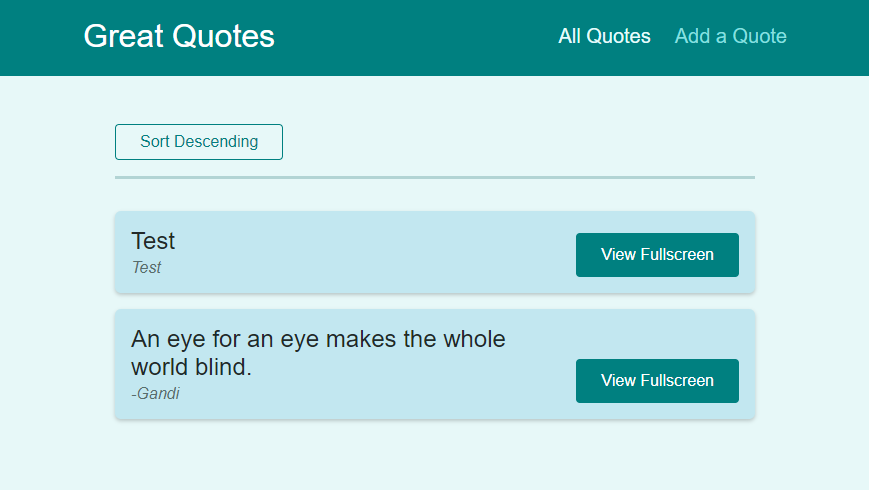 Great Quotes
All Quotes
Add a Quote
Sort Descending
Test
Test
View Fullscreen
An eye for an eye makes the whole
world blind.
-Gandi
View Fullscreen